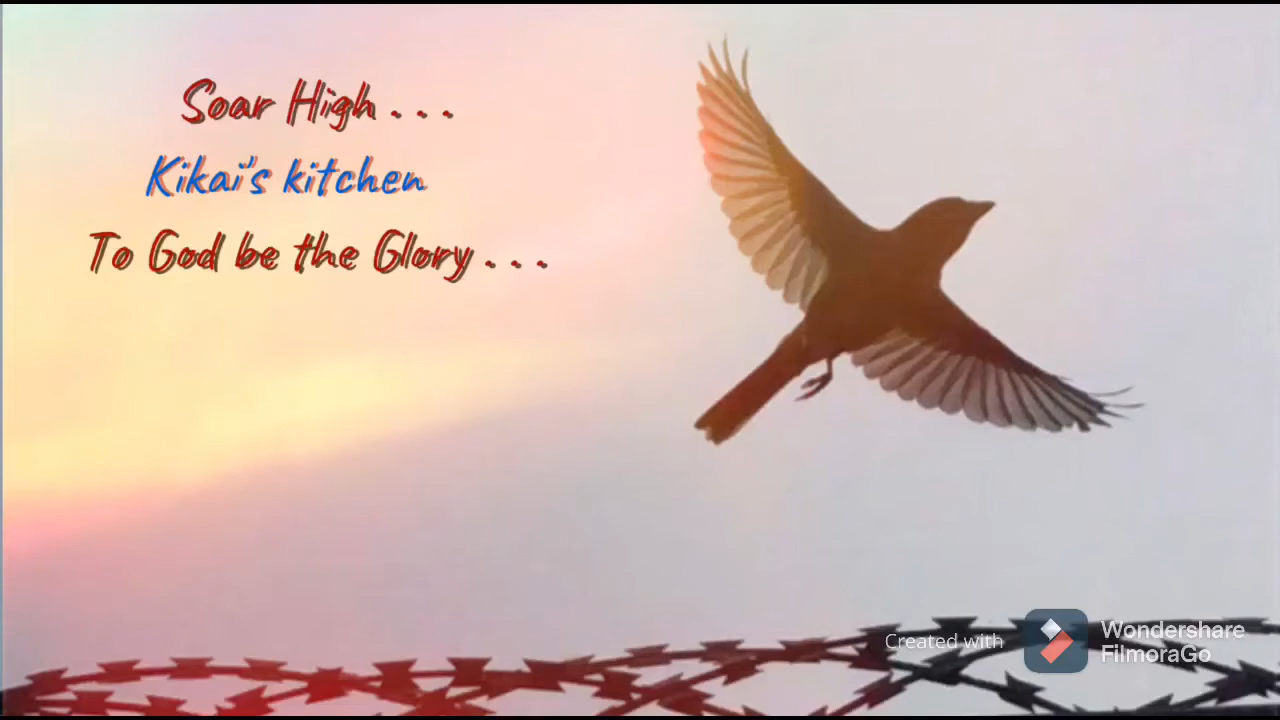 Soar High . . .
Kikai's kitchen
To God be the Glory . . .
Created with
Wondershare
FilmoraGo